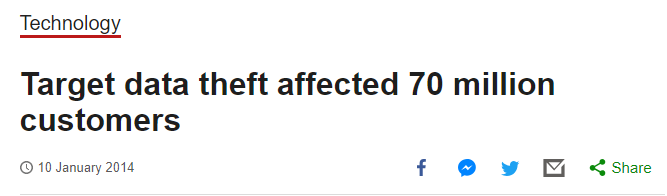 Technology
Target data theft affected 70 million
customers
10 January 2014
Share